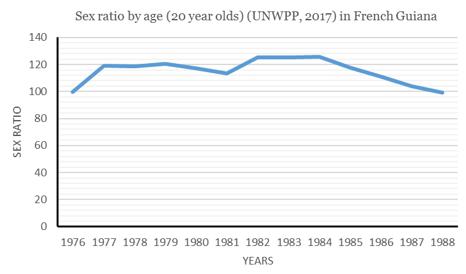 Sex ratio by age (20 year olds) (UNWPP, 2017) in French Guiana
140
120
100
80
60
40
20
0
SEX RATIO
1976 1977 1978 1979 1980 1981 1982 1983 1984 1985 1986 1987 1988
YEARS